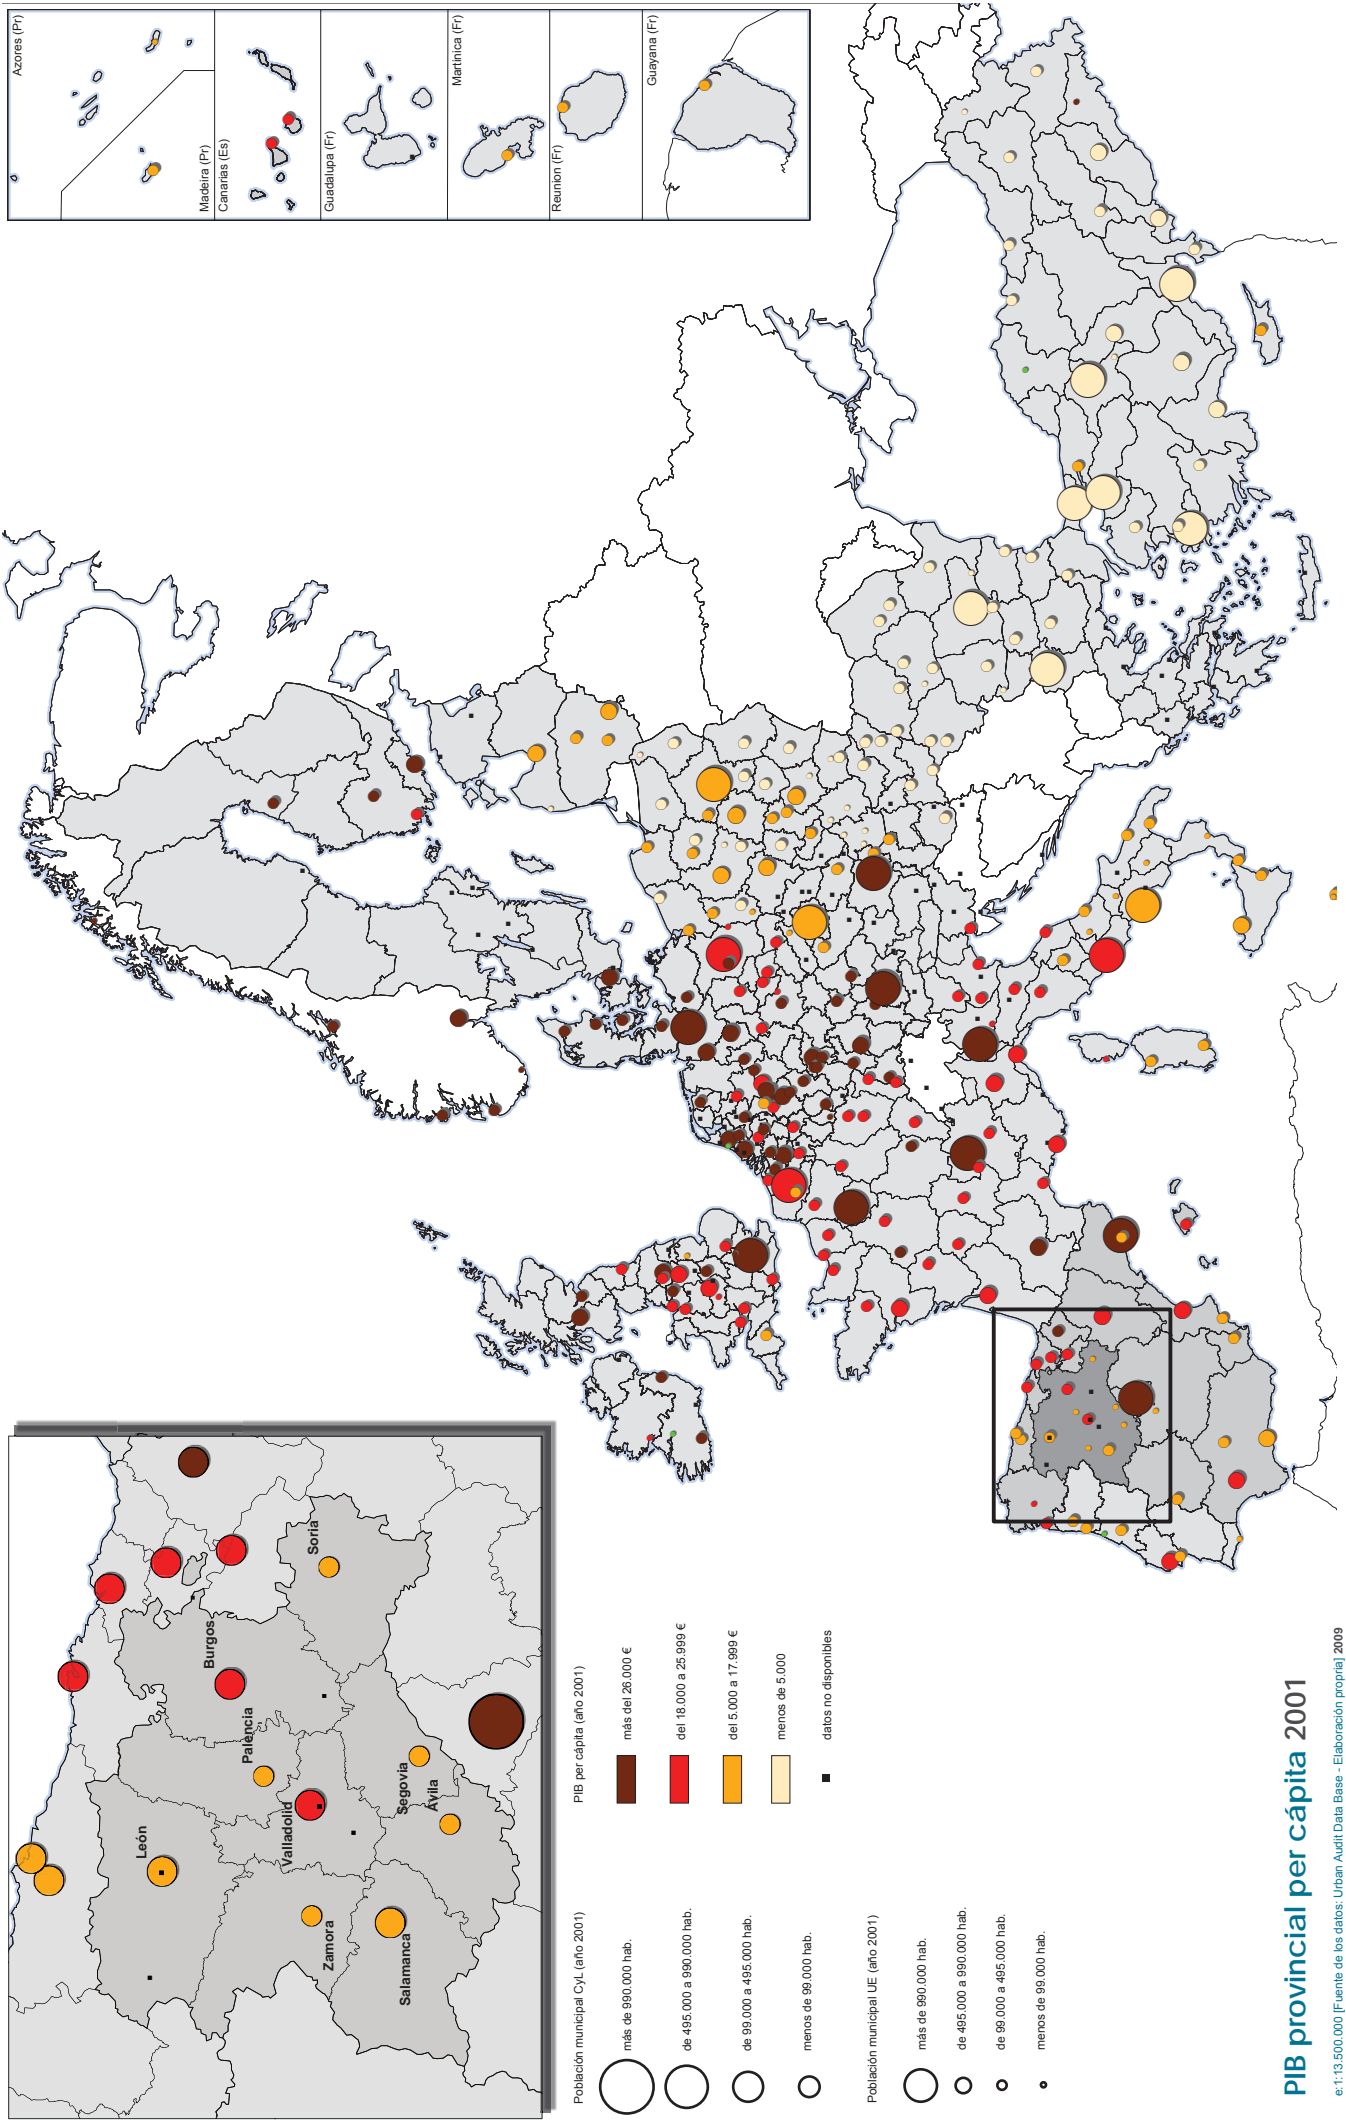 Soria
Burgos
Palencia
León
Valladolid
Segovia
Ávila
Zamora
Salamanca
Azores (Pr)
Madeira (Pr)
Canarias (Es)
Guadalupa (Fr)
Martinica (Fr)
Reunion (Fr)
Guayana (Fr)
Población municipal CyL (año 2001)
más de 990.000 hab.
de 495.000 a 990.000 hab.
de 99.000 a 495.000 hab.
menos de 99.000 hab.
PIB per cápita (año 2001)
más del 26.000 €
del 18.000 a 25.999 €
del 5.000 a 17.999 €
menos de 5.000
datos no disponibles
Población municipal UE (año 2001)
más de 990.000 hab.
de 495.000 a 990.000 hab.
de 99.000 a 495.000 hab.
menos de 99.000 hab.
PIB provincial per cápita 2001
e:1:13.500.000 [Fuente de los datos: Urban Audit Data Base - Elaboración propria] 2009